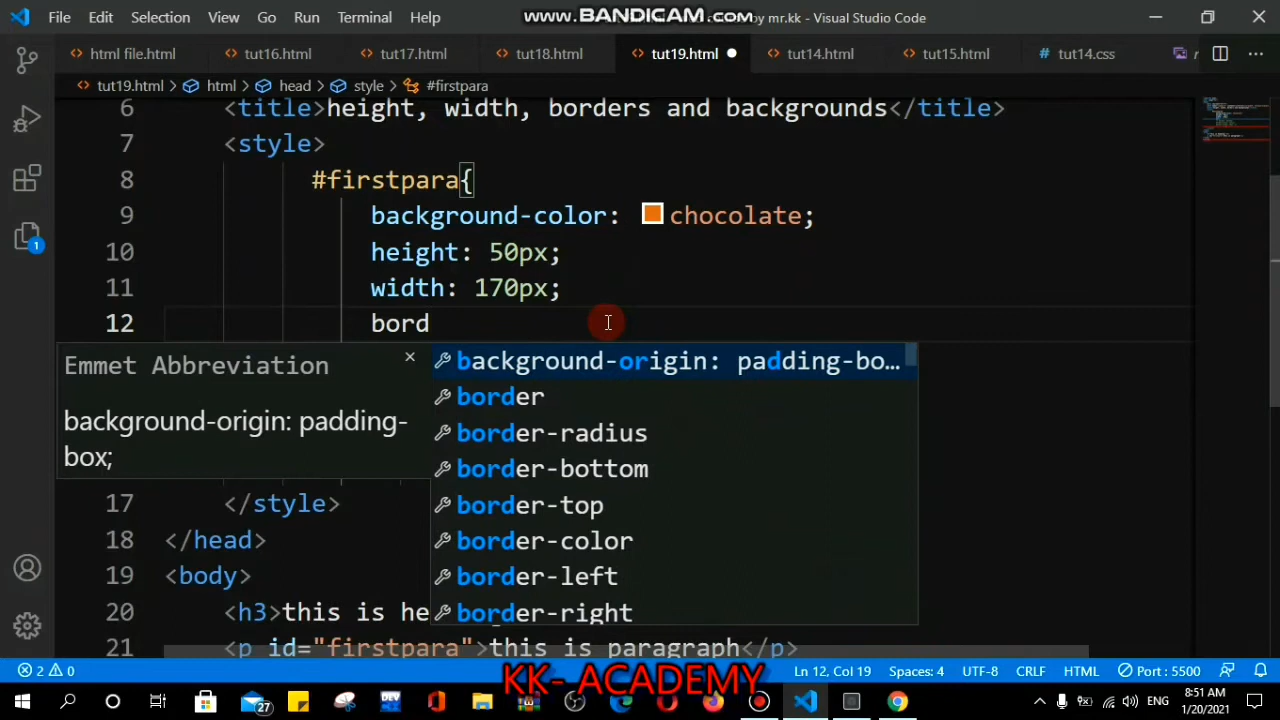 File Edit Selection View Go Run Terminal Help www.BANDICAM.com by mr.kk - Visual Studio Code
html file.html tut16.html tut17.html tut18.html tut19.html tut14.html tut15.html tut14.css
tut19.html > html > head > style > #firstpara
6 <title>height, width, borders and backgrounds</title>
7 <style>
8 #firstpara{
9 background-color: chocolate;
10 height: 50px;
11 width: 170px;
12 bord
Emmet Abbreviation
background-origin: padding-
box;
background-origin: padding-bo…
border
border-radius
border-bottom
border-top
border-color
border-left
border-right
17 </style>
18 </head>
19 <body>
20 <h3>this is he
21 <p id="firstpara">this is paragraph</p>
1
2 0 Ln 12, Col 19 Spaces: 4 UTF-8 CRLF HTML Port : 5500
KK- ACADEMY
27 DEV ENG 8:51 AM
1/20/2021